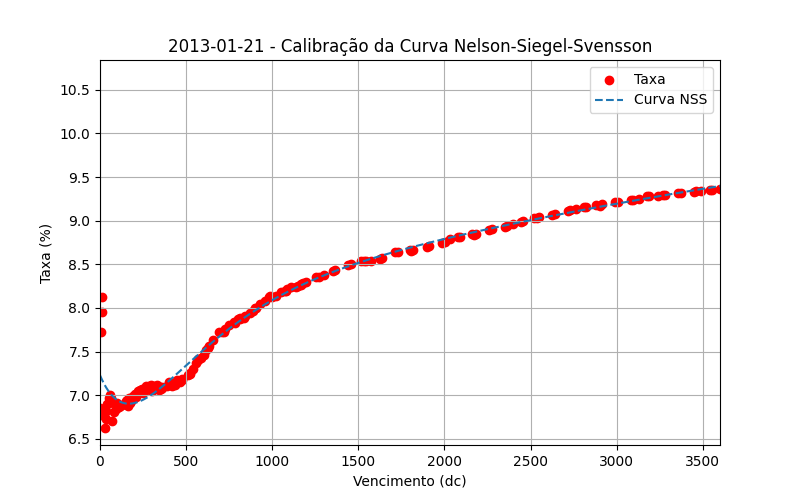 2013-01-21 - Calibração da Curva Nelson-Siegel-Svensson
Taxa
Curva NSS
Taxa (%)
10.5
10.0
9.5
9.0
8.5
8.0
7.5
7.0
6.5
0 500 1000 1500 2000 2500 3000 3500
Vencimento (dc)